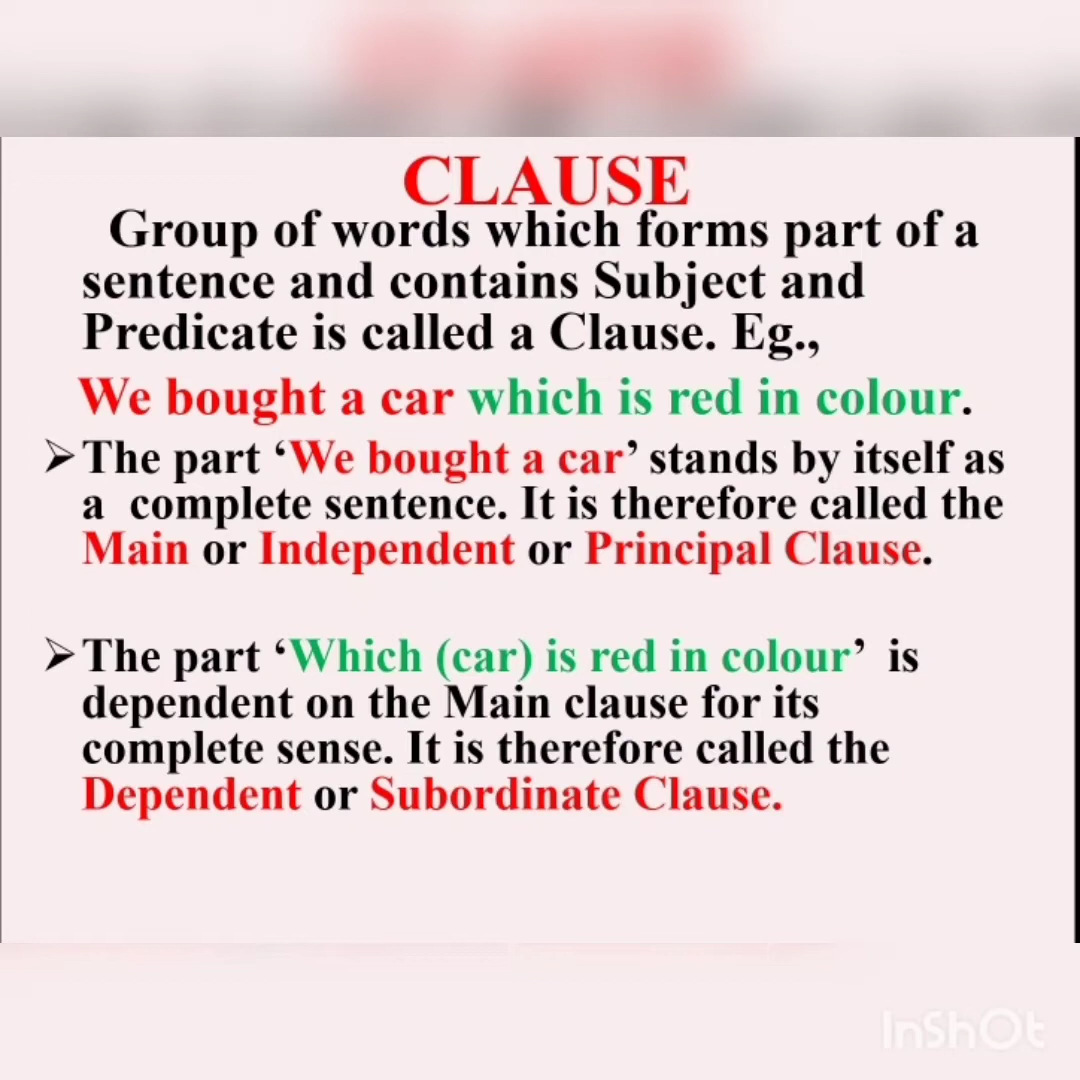 CLAUSE
Group of words which forms part of a
sentence and contains Subject and
Predicate is called a Clause. Eg.,
We bought a car which is red in colour.
➢The part ‘We bought a car’ stands by itself as
a complete sentence. It is therefore called the
Main or Independent or Principal Clause.
➢The part ‘Which (car) is red in colour’ is
dependent on the Main clause for its
complete sense. It is therefore called the
Dependent or Subordinate Clause.
InShOt